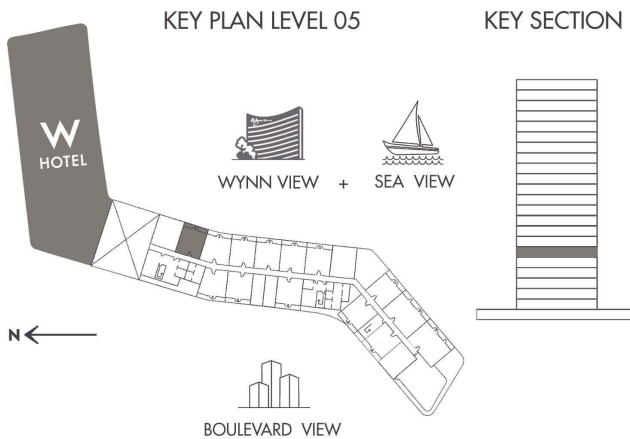 KEY PLAN LEVEL 05
KEY SECTION
W
HOTEL
WYNN VIEW + SEA VIEW
N
BOULEVARD VIEW